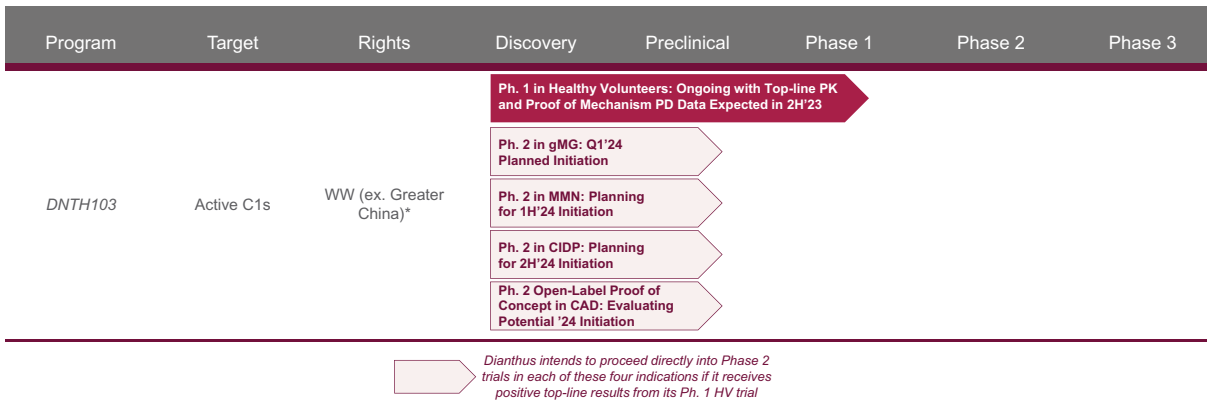 Program Target Rights Discovery Preclinical Phase 1 Phase 2 Phase 3
Ph. 1 in Healthy Volunteers: Ongoing with Top-line PK
and Proof of Mechanism PD Data Expected in 2H’23
Ph. 2 in gMG: Q1’24
Planned Initiation
DNTH103
Active C1s
WW (ex. Greater
China)*
Ph. 2 in MMN: Planning
for 1H’24 Initiation
Ph. 2 in CIDP: Planning
for 2H’24 Initiation
Ph. 2 Open-Label Proof of
Concept in CAD: Evaluating
Potential ’24 Initiation
Dianthus intends to proceed directly into Phase 2
trials in each of these four indications if it receives
positive top-line results from its Ph. 1 HV trial